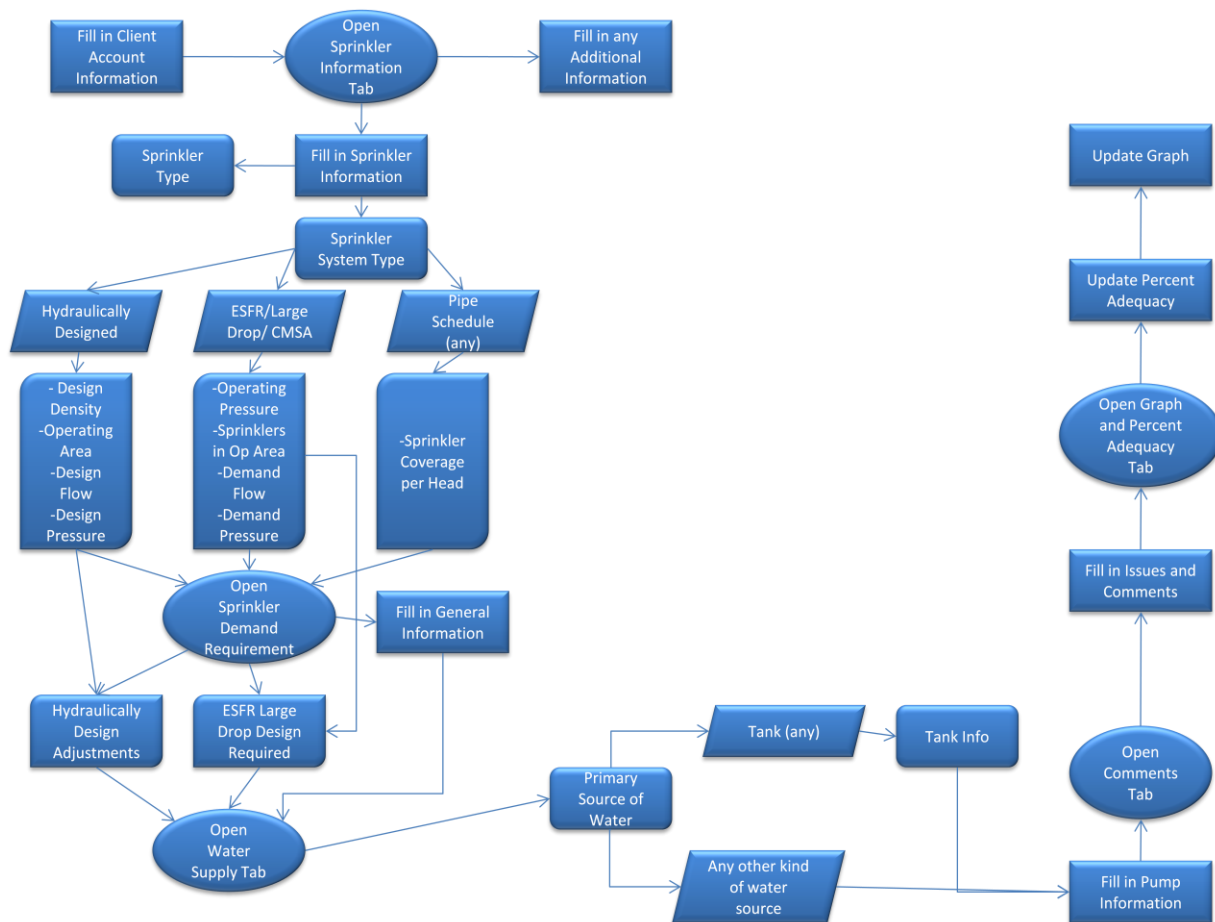 Fill in Client
Account
Information
Open
Sprinkler
Information
Tab
Fill in any
Additional
Information
Sprinkler
Type
Fill in Sprinkler
Information
Sprinkler
System Type
Hydraulically
Designed
ESFR/Large
Drop/ CMSA
Pipe
Schedule
(any)
- Design
Density
-Operating
Area
-Design
Flow
-Design
Pressure
-Operating
Pressure
-Sprinklers
in Op Area
-Demand
Flow
-Demand
Pressure
-Sprinkler
Coverage
per Head
Open
Sprinkler
Demand
Requirement
Fill in General
Information
Hydraulically
Design
Adjustments
ESFR Large
Drop Design
Required
Open
Water
Supply Tab
Primary
Source of
Water
Tank (any)
Tank Info
Any other kind
of water
source
Fill in Pump
Information
Open
Comments
Tab
Fill in Issues and
Comments
Open Graph
and Percent
Adequacy
Tab
Update Percent
Adequacy
Update Graph